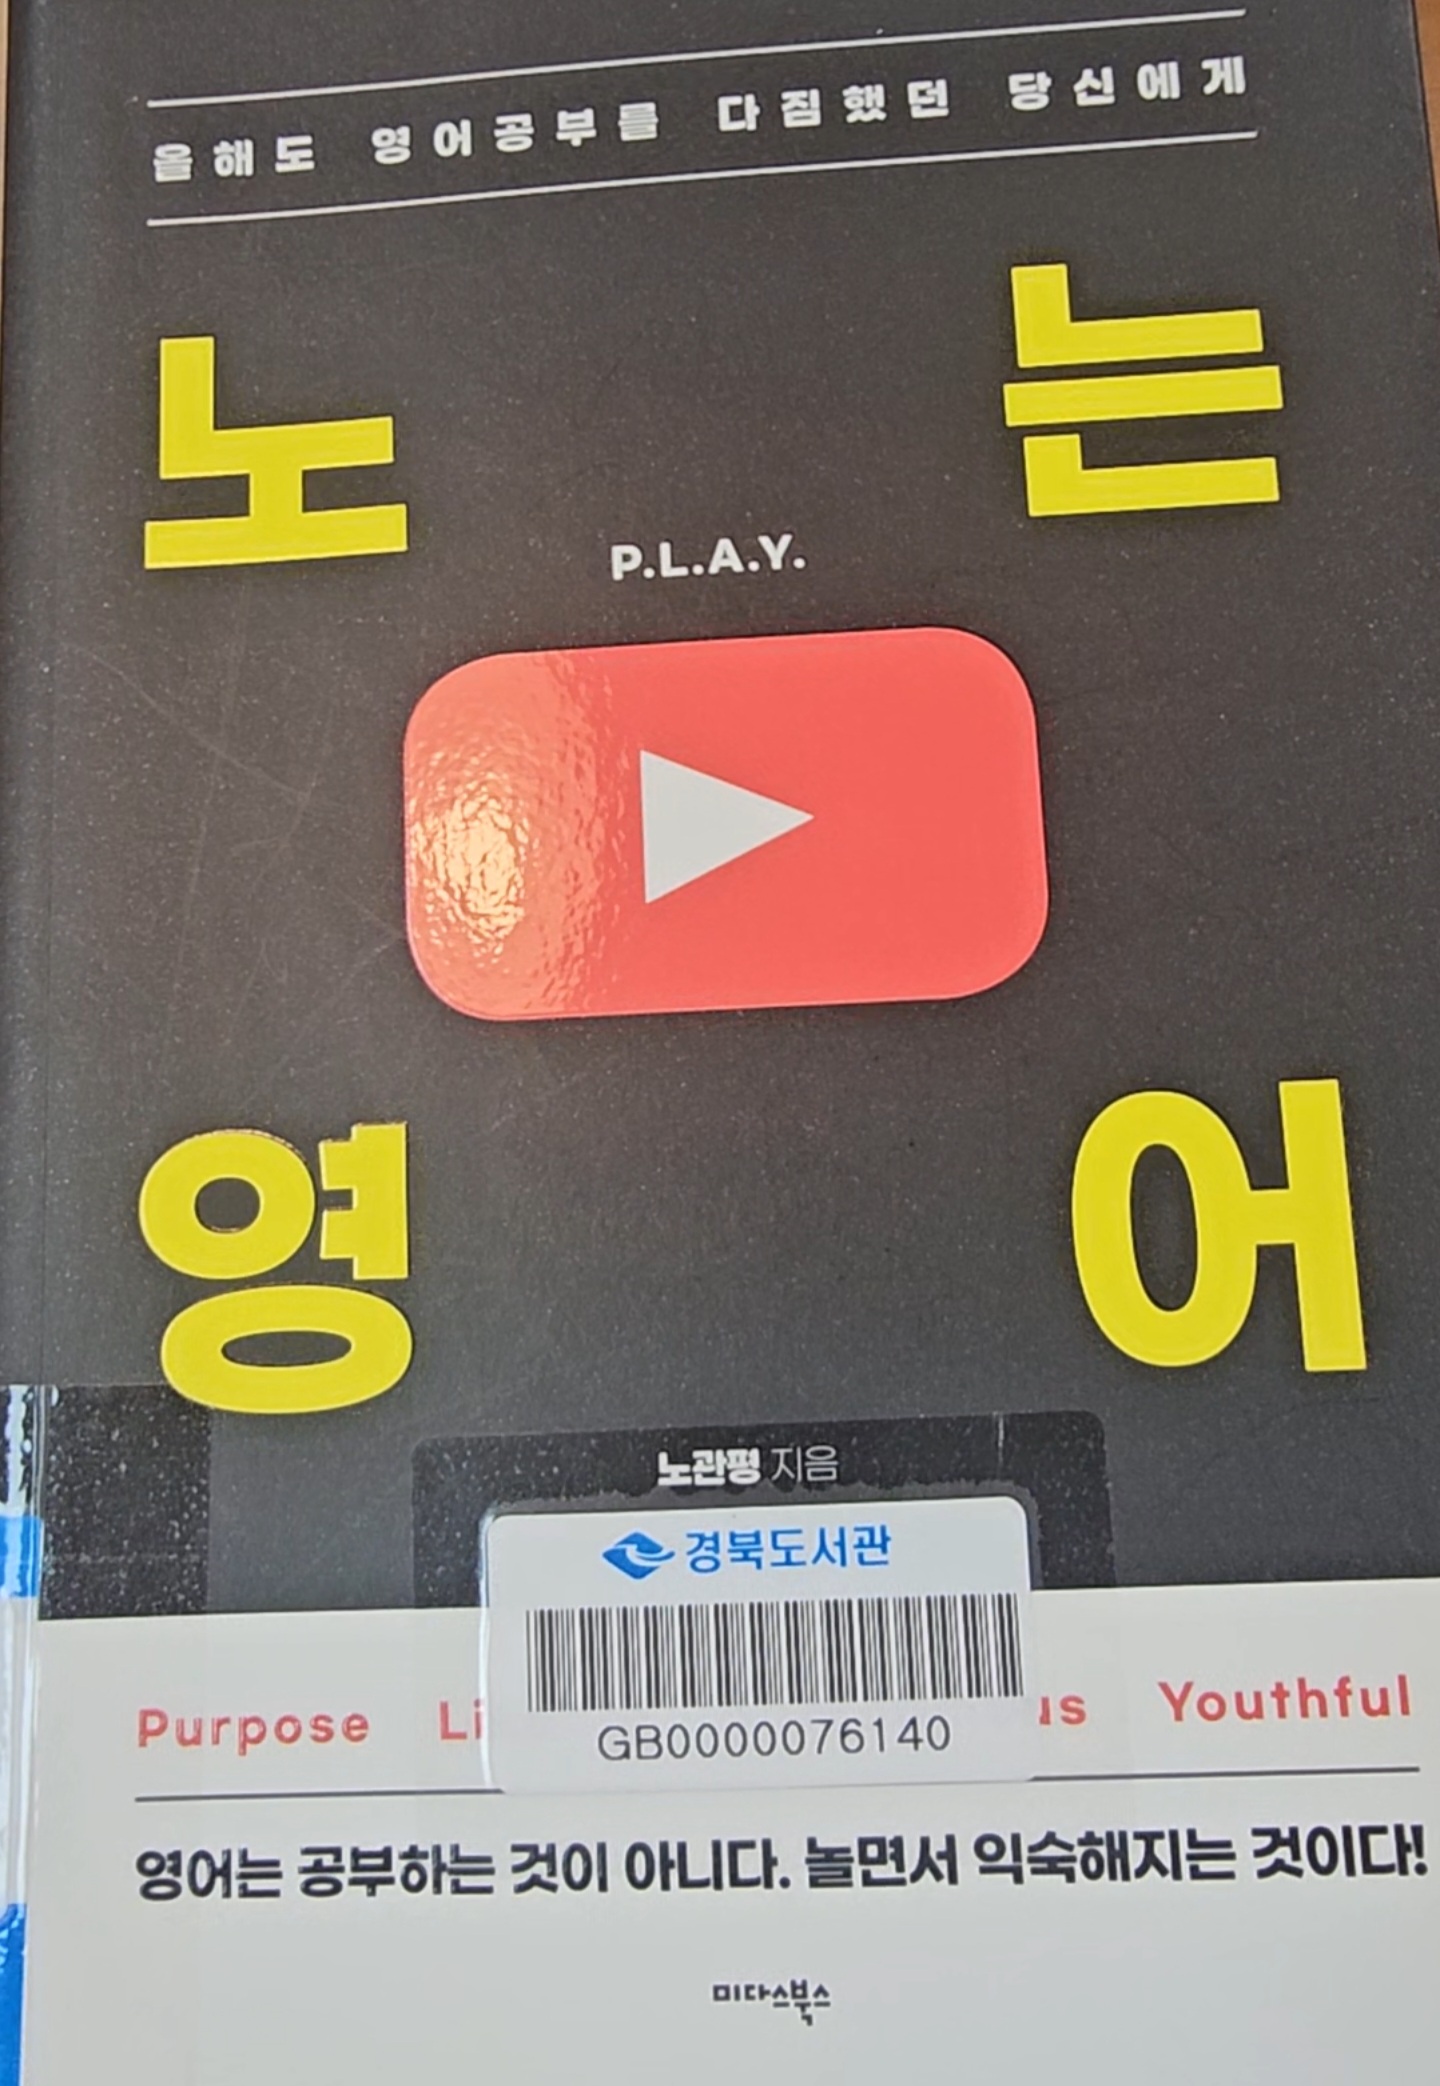 올해도 영어공부를 다짐했던 당신에게
노는
P.L.A.Y.
영어
노관평 지음
경북도서관
GB0000076140
Purpose Youthful
영어는 공부하는 것이 아니다. 놀면서 익숙해지는 것이다!
미다스북스